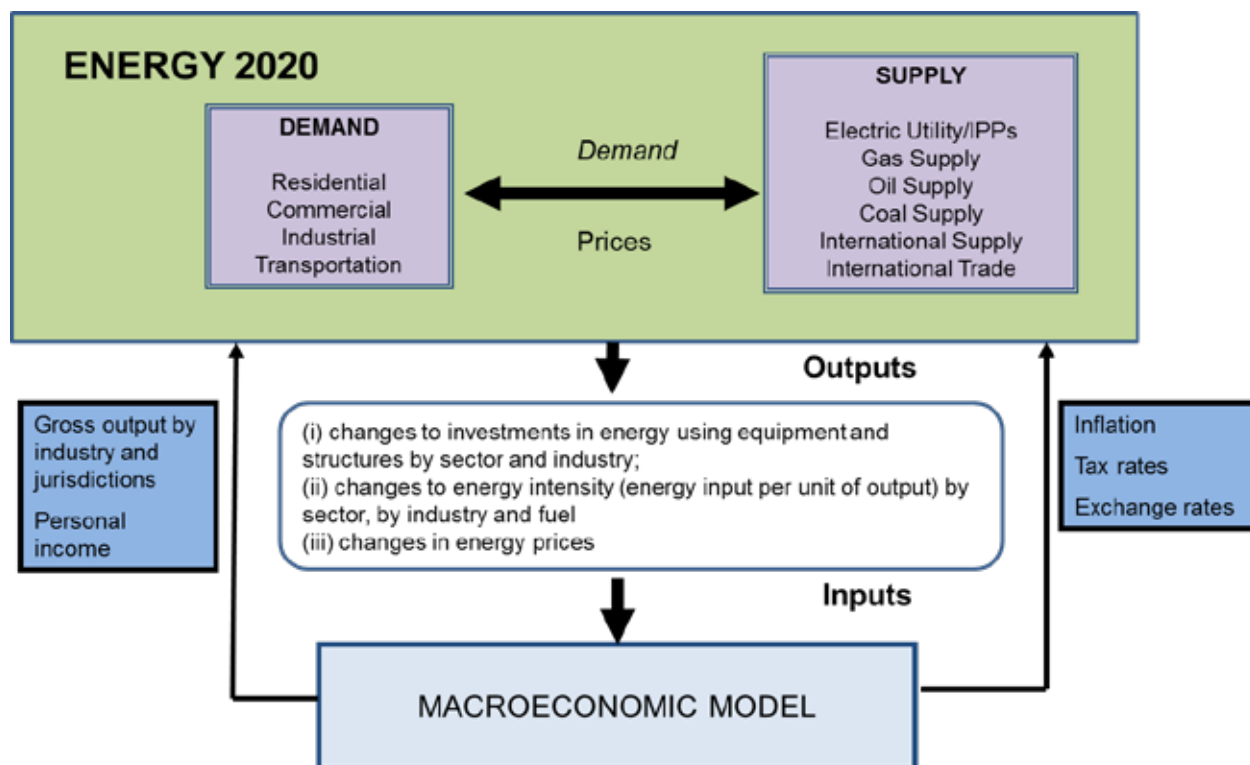 ENERGY 2020
DEMAND
Residential
Commercial
Industrial
Transportation
Demand
Prices
SUPPLY
Electric Utility/IPPs
Gas Supply
Oil Supply
Coal Supply
International Supply
International Trade
Outputs
Gross output by
industry and
jurisdictions
Personal
income
(i) changes to investments in energy using equipment and
structures by sector and industry;
(ii) changes to energy intensity (energy input per unit of output) by
sector, by industry and fuel
(iii) changes in energy prices
Inflation
Tax rates
Exchange rates
Inputs
MACROECONOMIC MODEL